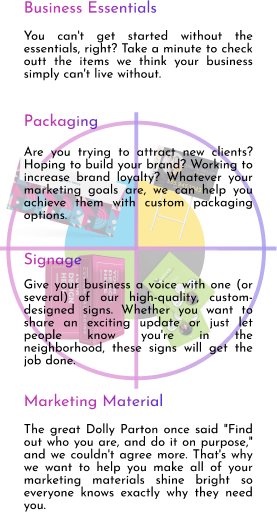 Business Essentials
You can't get started without the
essentials, right? Take a minute to check
outt the items we think your business
simply can't live without.
Packaging
Are you trying to attract new clients?
Hoping to build your brand? Working to
increase brand loyalty? Whatever your
marketing goals are, we can help you
achieve them with custom packaging
options.
Signage
Give your business a voice with one (or
several) of our high-quality, custom-
designed signs. Whether you want to
share an exciting update or just let
people know you're in the
neighborhood, these signs will get the
job done.
Marketing Material
The great Dolly Parton once said "Find
out who you are, and do it on purpose,"
and we couldn't agree more. That's why
we want to help you make all of your
marketing materials shine bright so
everyone knows exactly why they need
you.